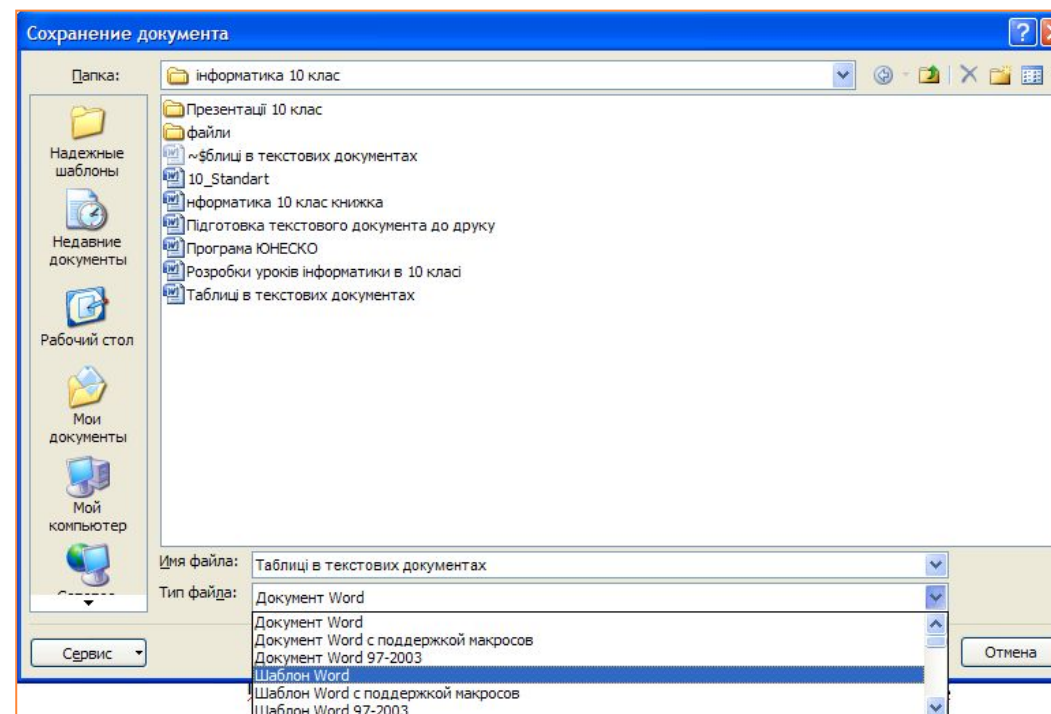 Сохранение документа
Папка:
інформатика 10 клас
Надежные
шаблоны
Недавние
документы
Рабочий стол
Мои
документы
Мой
компьютер
Презентації 10 клас
файли
~$блиці в текстових документах
10_Standart
нформатика 10 клас книжка
Підготовка текстового документа до друку
Програма ЮНЕСКО
Розробки уроків інформатики в 10 класі
Таблиці в текстових документах
Имя файла:
Таблиці в текстових документах
Тип файла:
Документ Word
Документ Word
Документ Word с поддержкой макросов
Документ Word 97-2003
Шаблон Word
Шаблон Word с поддержкой макросов
Шаблон Word 97-2003
Сервис
Отмена